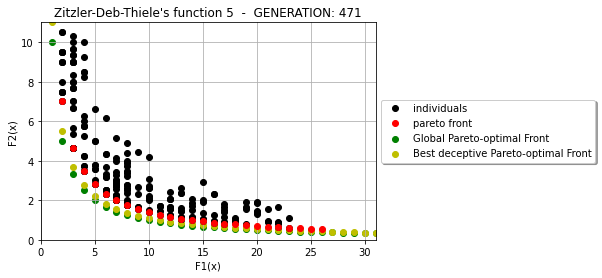 Zitzler-Deb-Thiele's function 5 - GENERATION: 471
10
8
6
4
2
0
F2(x)
0 5 10 15 20 25 30
F1(x)
individuals
pareto front
Global Pareto-optimal Front
Best deceptive Pareto-optimal Front